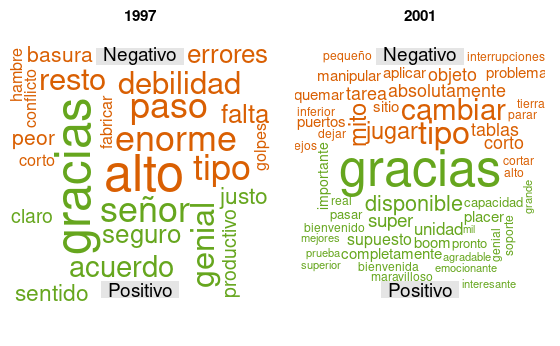 1997
Negativo
hambre
basura
errores
conflicto
resto
debilidad
fabricar
paso
falta
peor
enorme
golpes
corto
alto
tipo
gracias
claro
señor
justo
seguro
genial
productivo
acuerdo
sentido
Positivo
2001
Negativo
pequeño
interrupciones
manipular
aplicar
objeto
problema
quemar
tarea
absolutamente
inferior
sitio
cambiar
tierra
puertos
mito
parar
dejar
jugar
tipo
tablas
ejos
corto
gracias
cortar
alto
importante
real
disponible
capacidad
grande
pasar
super
placer
bienvenido
unidad
mil
mejores
supuesto
boom
pronto
genial
soporte
prueba
completamente
agradable
superior
bienvenida
emocionante
maravilloso
interesante
Positivo